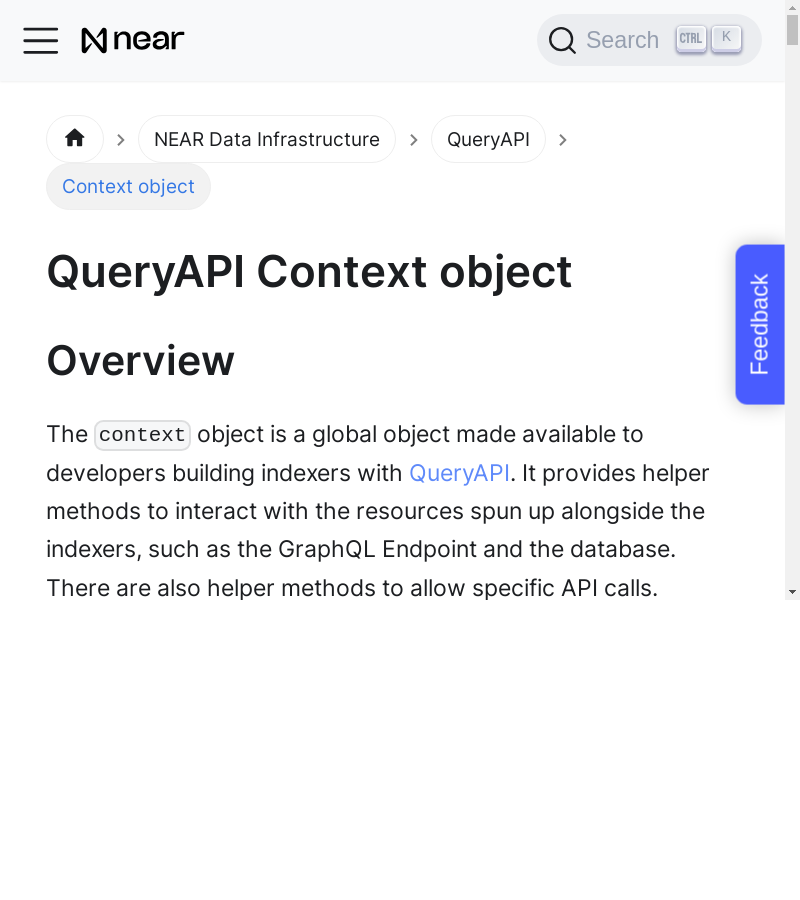 near
Search CTRL K
NEAR Data Infrastructure QueryAPI
Context object
QueryAPI Context object
Overview
The context object is a global object made available to
developers building indexers with QueryAPI. It provides helper
methods to interact with the resources spun up alongside the
indexers, such as the GraphQL Endpoint and the database.
There are also helper methods to allow specific API calls.
Feedback